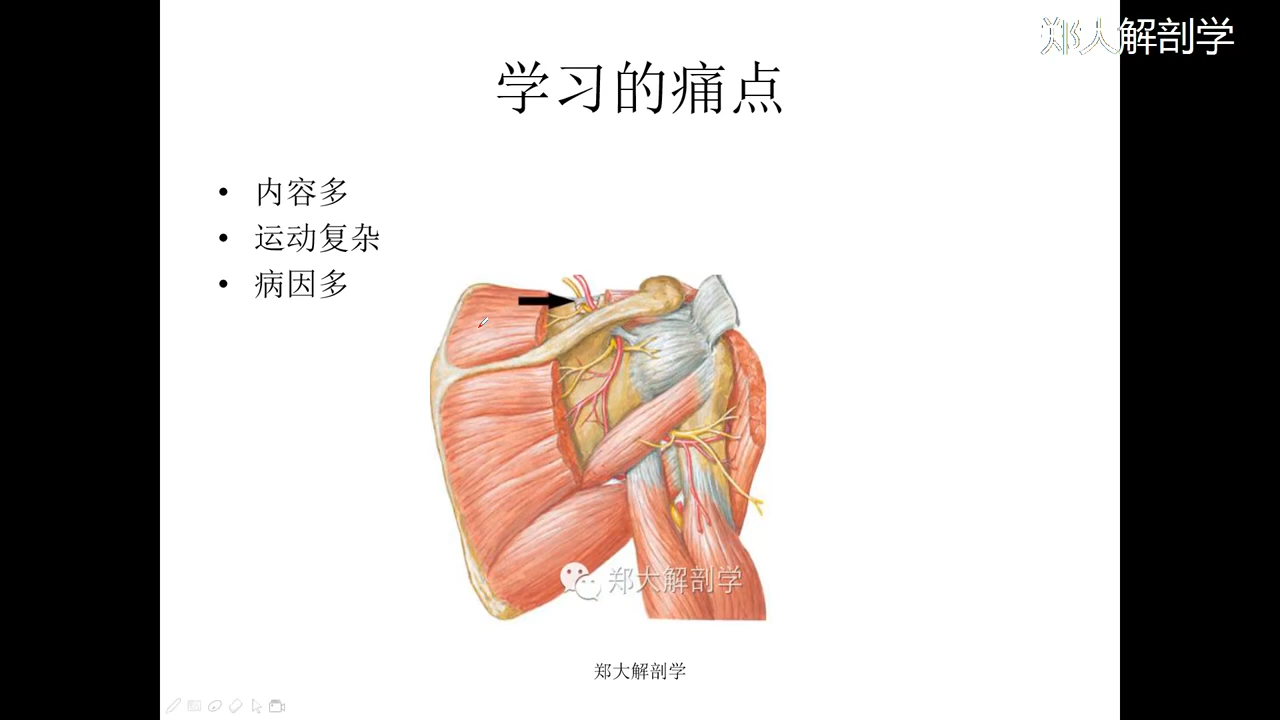 郑大解剖学
学习的痛点
• 内容多
• 运动复杂
• 病因多
郑大解剖学
郑大解剖学